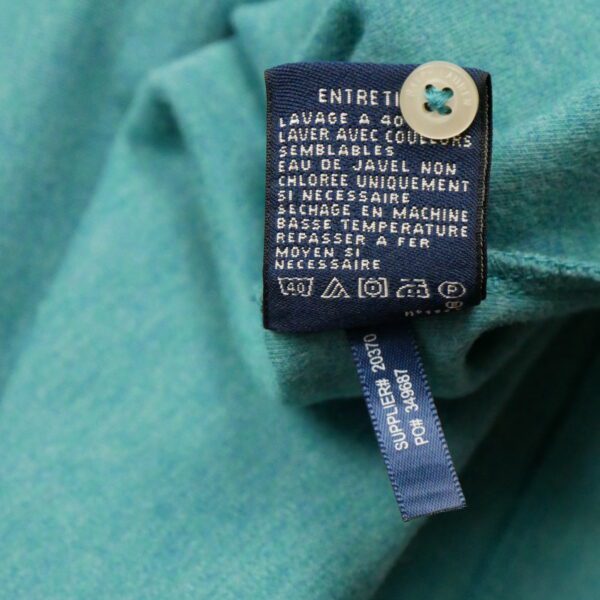 ENTRETI
LAVAGE A 40
LAVER AVEC COULEURS
SEMBLABLES
EAU DE JAVEL NON
CHLOREE UNIQUEMENT
SI NECESSAIRE
SECHAGE EN MACHINE
BASSE TEMPERATURE
REPASSER A FER
MOYEN SI
NECESSAIRE
40 P
SUPPLIER# 20370
PO# 349687